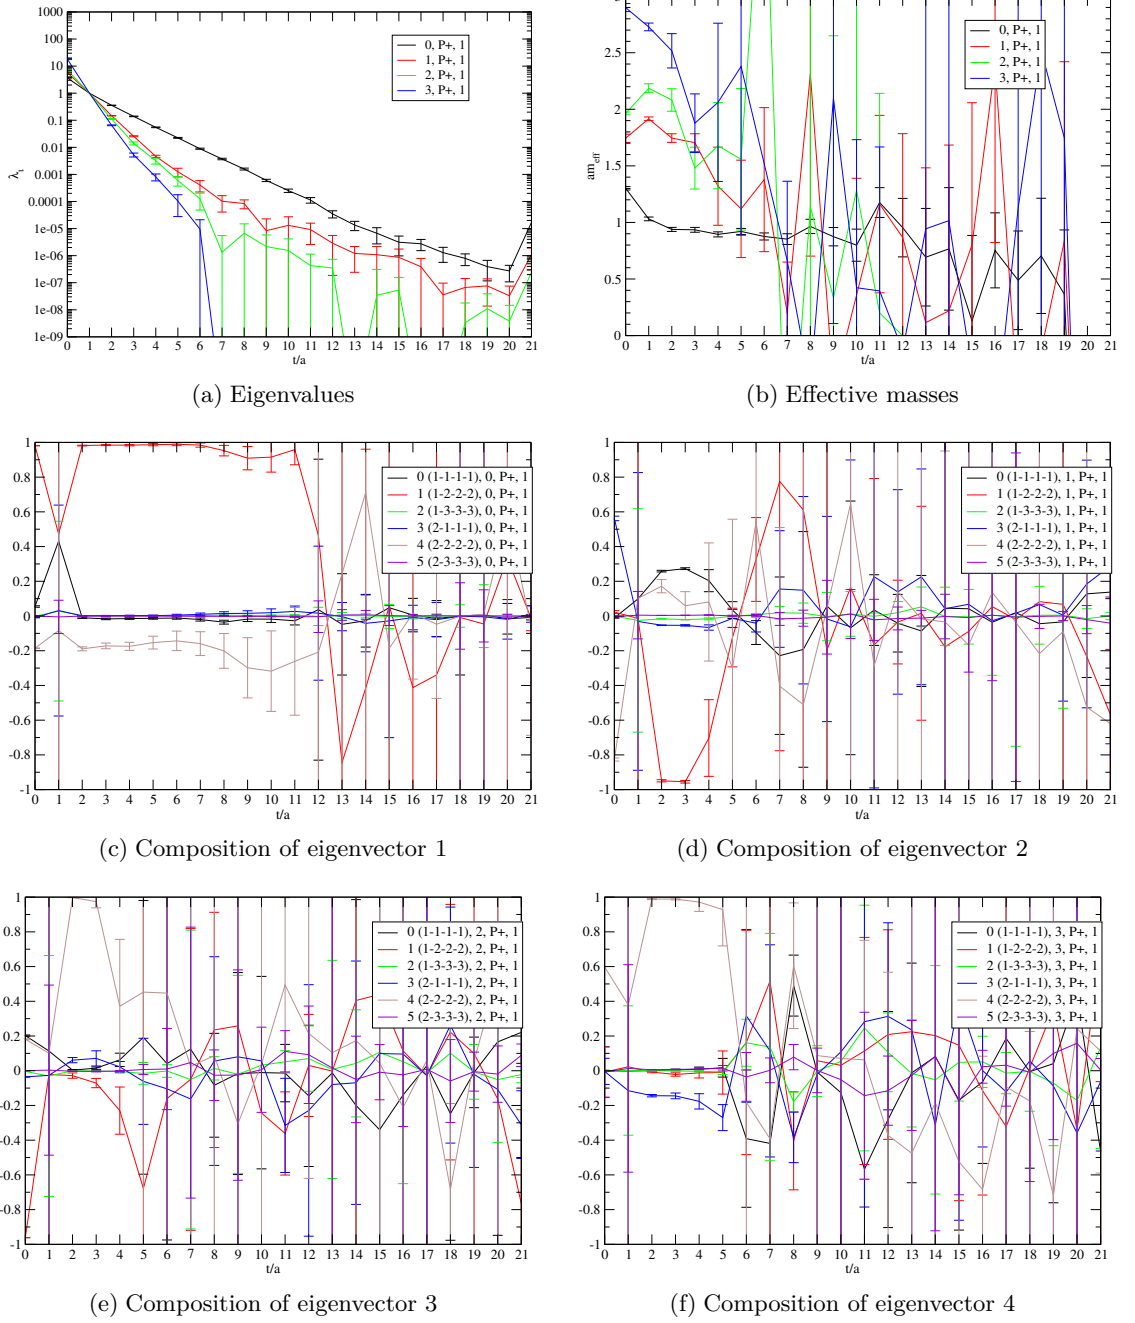 1000
100
10
1
0.1
0.01
0.001
0.0001
1e-05
1e-06
1e-07
1e-08
1e-09
λ_i
0 1 2 3 4 5 6 7 8 9 10 11 12 13 14 15 16 17 18 19 20 21
t/a
0, P+, 1
1, P+, 1
2, P+, 1
3, P+, 1
(a) Eigenvalues
2.5
2
1.5
1
0.5
0
am_eff
0 1 2 3 4 5 6 7 8 9 10 11 12 13 14 15 16 17 18 19 20 21
t/a
0, P+, 1
1, P+, 1
2, P+, 1
3, P+, 1
(b) Effective masses
1
0.8
0.6
0.4
0.2
0
-0.2
-0.4
-0.6
-0.8
-1
0 1 2 3 4 5 6 7 8 9 10 11 12 13 14 15 16 17 18 19 20 21
t/a
0 (1-1-1-1), 0, P+, 1
1 (1-2-2-2), 0, P+, 1
2 (1-3-3-3), 0, P+, 1
3 (2-1-1-1), 0, P+, 1
4 (2-2-2-2), 0, P+, 1
5 (2-3-3-3), 0, P+, 1
(c) Composition of eigenvector 1
1
0.8
0.6
0.4
0.2
0
-0.2
-0.4
-0.6
-0.8
-1
0 1 2 3 4 5 6 7 8 9 10 11 12 13 14 15 16 17 18 19 20 21
t/a
0 (1-1-1-1), 1, P+, 1
1 (1-2-2-2), 1, P+, 1
2 (1-3-3-3), 1, P+, 1
3 (2-1-1-1), 1, P+, 1
4 (2-2-2-2), 1, P+, 1
5 (2-3-3-3), 1, P+, 1
(d) Composition of eigenvector 2
1
0.8
0.6
0.4
0.2
0
-0.2
-0.4
-0.6
-0.8
-1
0 1 2 3 4 5 6 7 8 9 10 11 12 13 14 15 16 17 18 19 20 21
t/a
0 (1-1-1-1), 2, P+, 1
1 (1-2-2-2), 2, P+, 1
2 (1-3-3-3), 2, P+, 1
3 (2-1-1-1), 2, P+, 1
4 (2-2-2-2), 2, P+, 1
5 (2-3-3-3), 2, P+, 1
(e) Composition of eigenvector 3
1
0.8
0.6
0.4
0.2
0
-0.2
-0.4
-0.6
-0.8
-1
0 1 2 3 4 5 6 7 8 9 10 11 12 13 14 15 16 17 18 19 20 21
t/a
0 (1-1-1-1), 3, P+, 1
1 (1-2-2-2), 3, P+, 1
2 (1-3-3-3), 3, P+, 1
3 (2-1-1-1), 3, P+, 1
4 (2-2-2-2), 3, P+, 1
5 (2-3-3-3), 3, P+, 1
(f) Composition of eigenvector 4